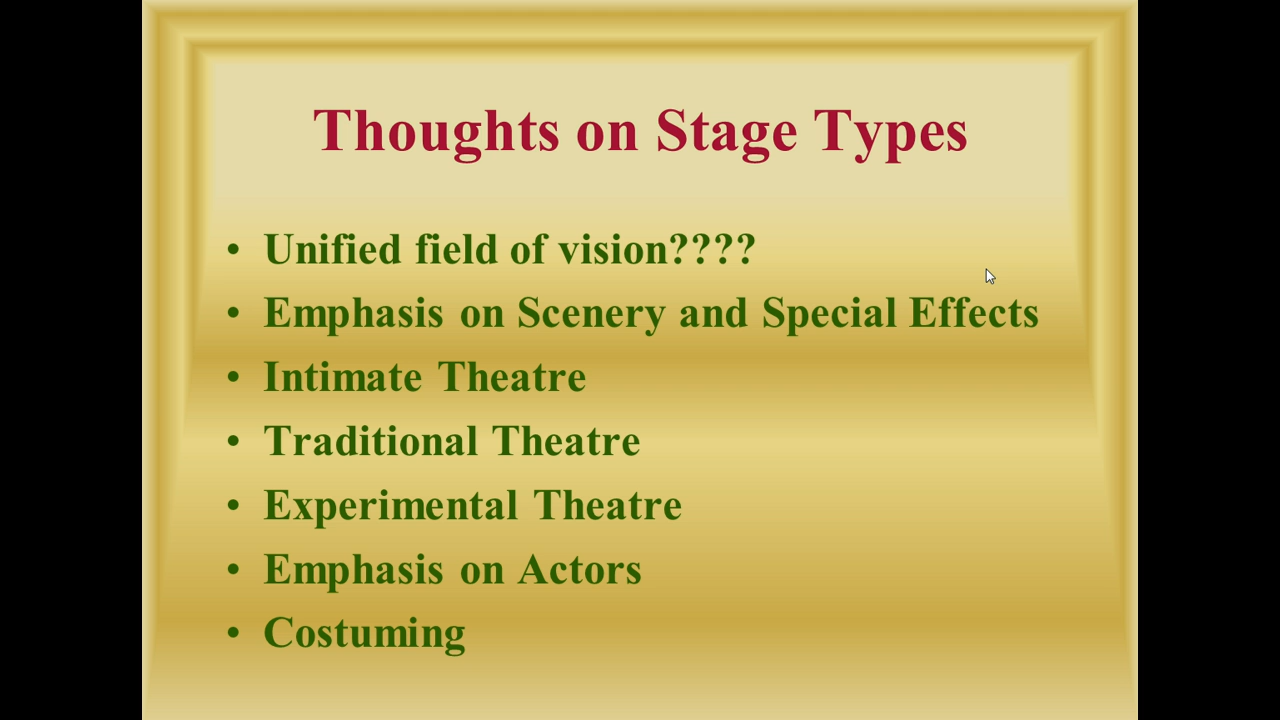 Thoughts on Stage Types
• Unified field of vision????
• Emphasis on Scenery and Special Effects
• Intimate Theatre
• Traditional Theatre
• Experimental Theatre
• Emphasis on Actors
• Costuming